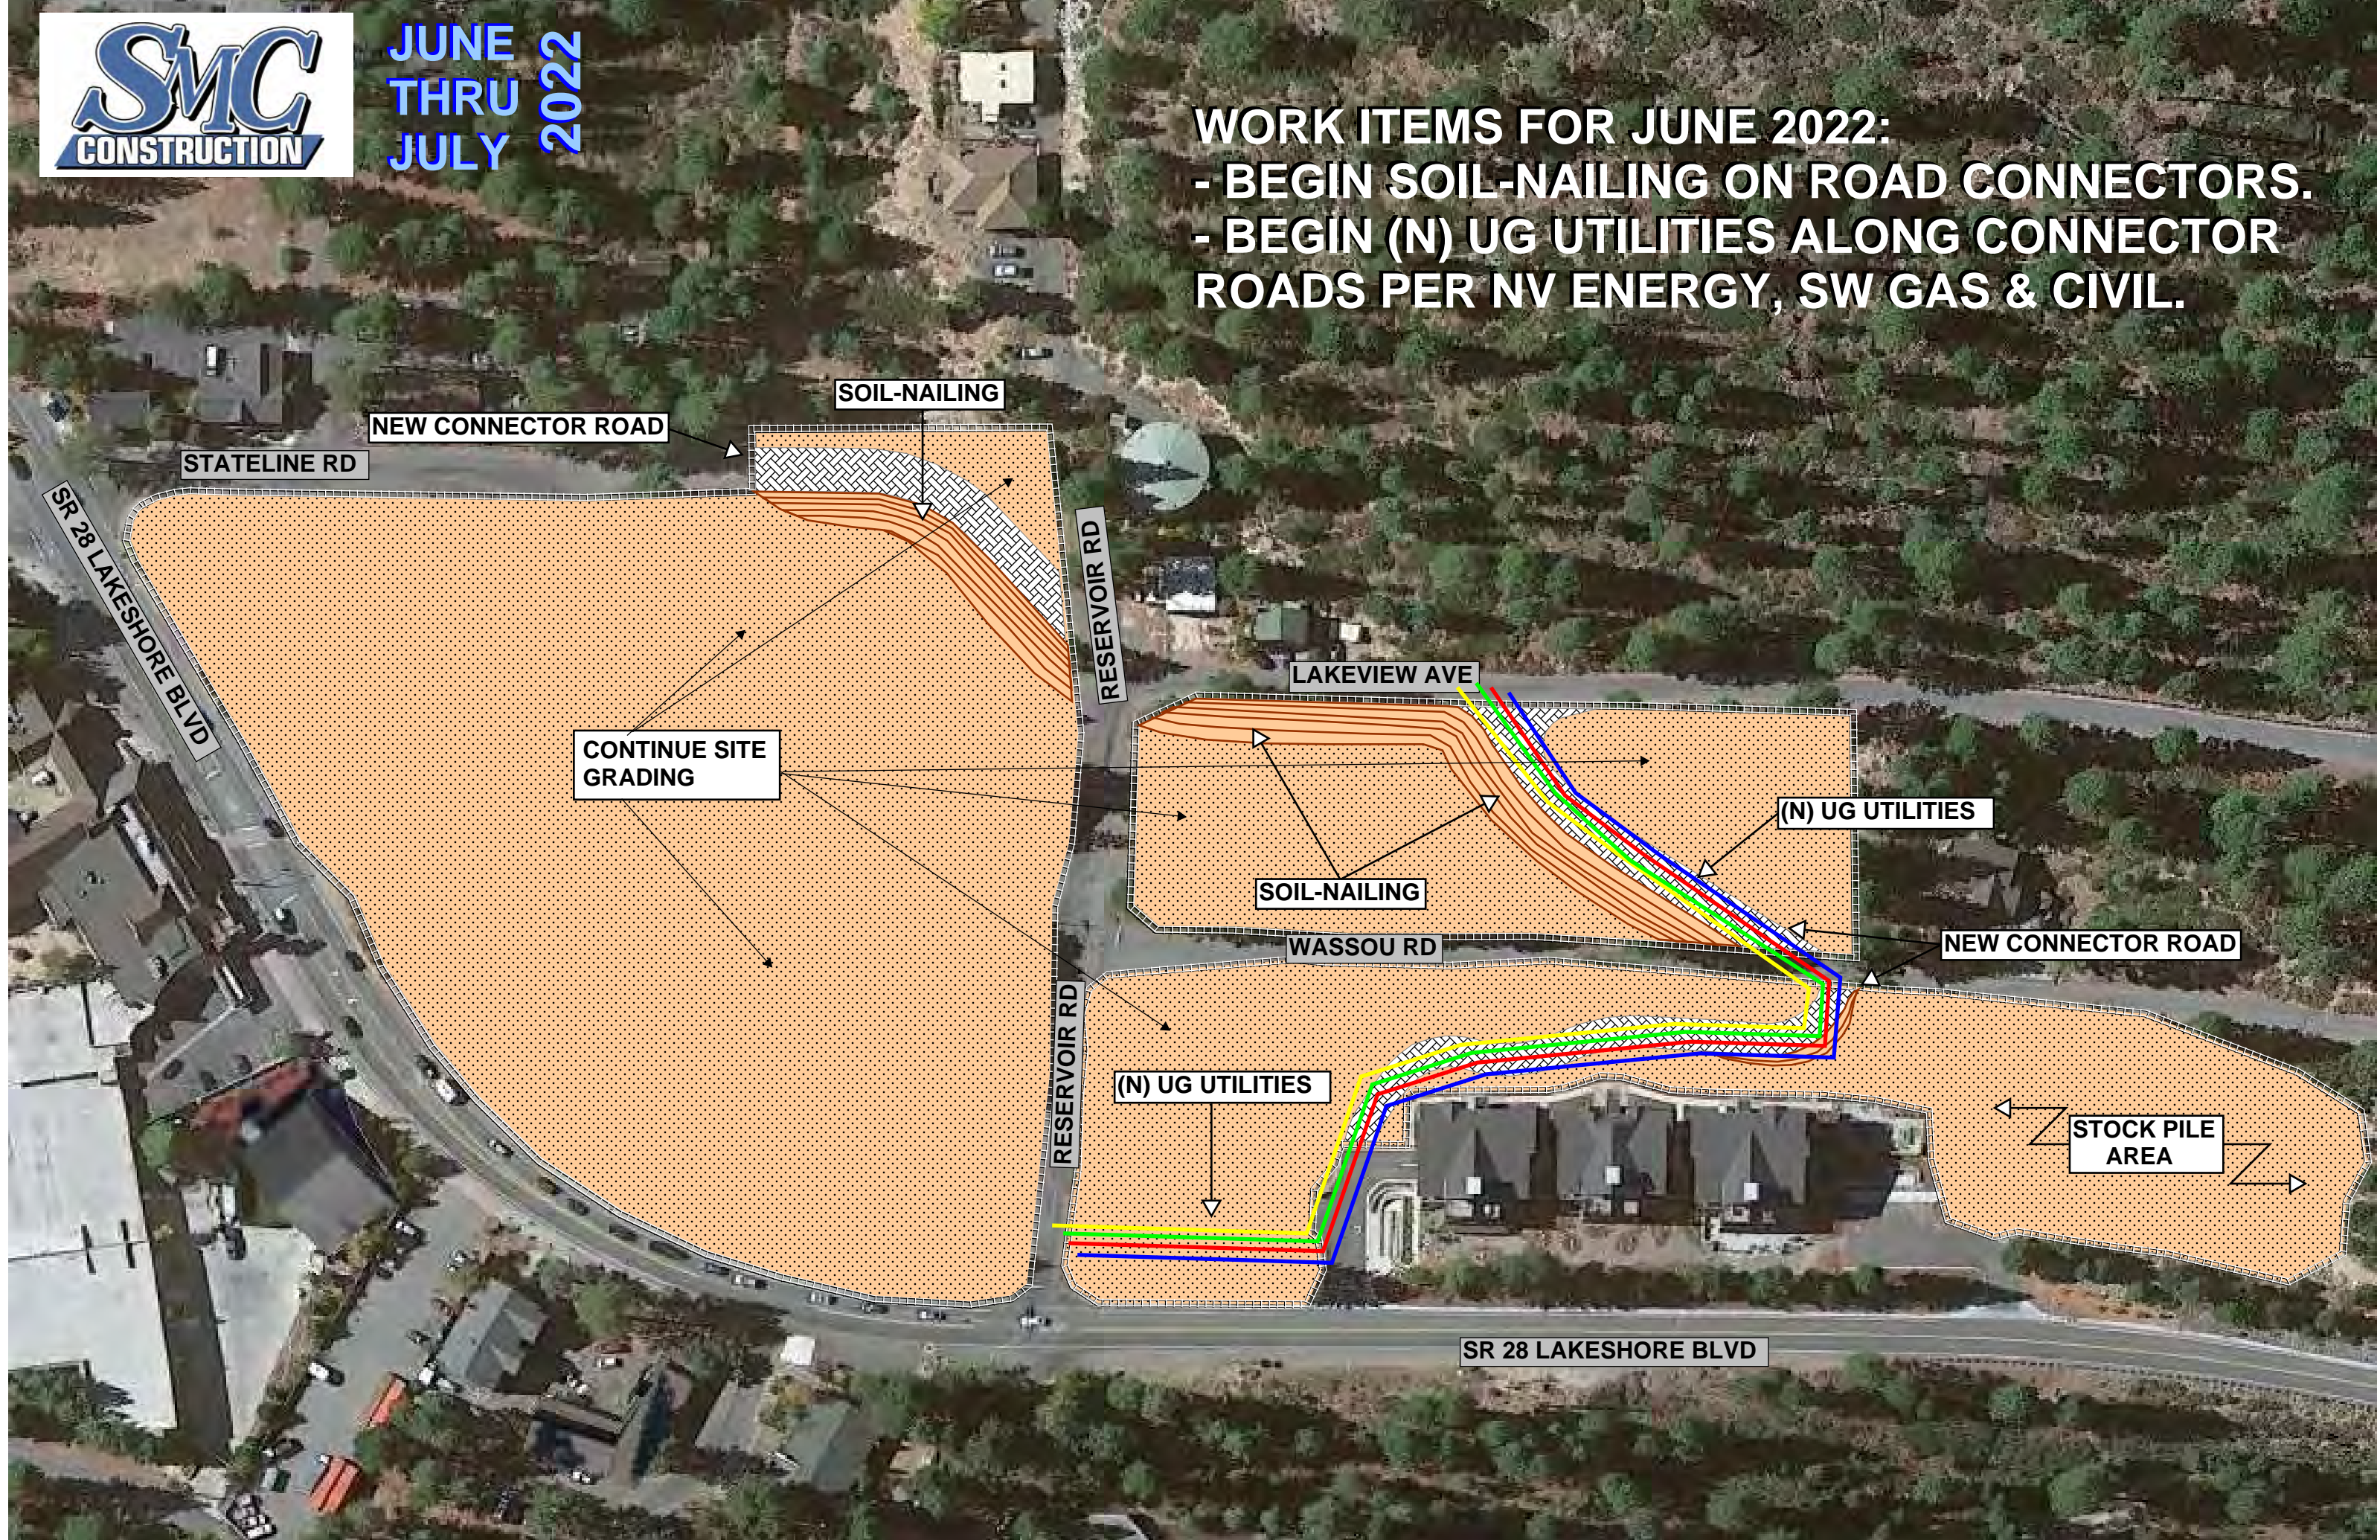 SMC
CONSTRUCTION
JUNE
THRU
JULY
2022
WORK ITEMS FOR JUNE 2022:
- BEGIN SOIL-NAILING ON ROAD CONNECTORS.
- BEGIN (N) UG UTILITIES ALONG CONNECTOR
ROADS PER NV ENERGY, SW GAS & CIVIL.
SOIL-NAILING
NEW CONNECTOR ROAD
STATELINE RD
SR 28 LAKESHORE BLVD
RESERVOIR RD
LAKEVIEW AVE
CONTINUE SITE
GRADING
(N) UG UTILITIES
SOIL-NAILING
WASSOU RD
NEW CONNECTOR ROAD
RESERVOIR RD
(N) UG UTILITIES
STOCK PILE
AREA
SR 28 LAKESHORE BLVD